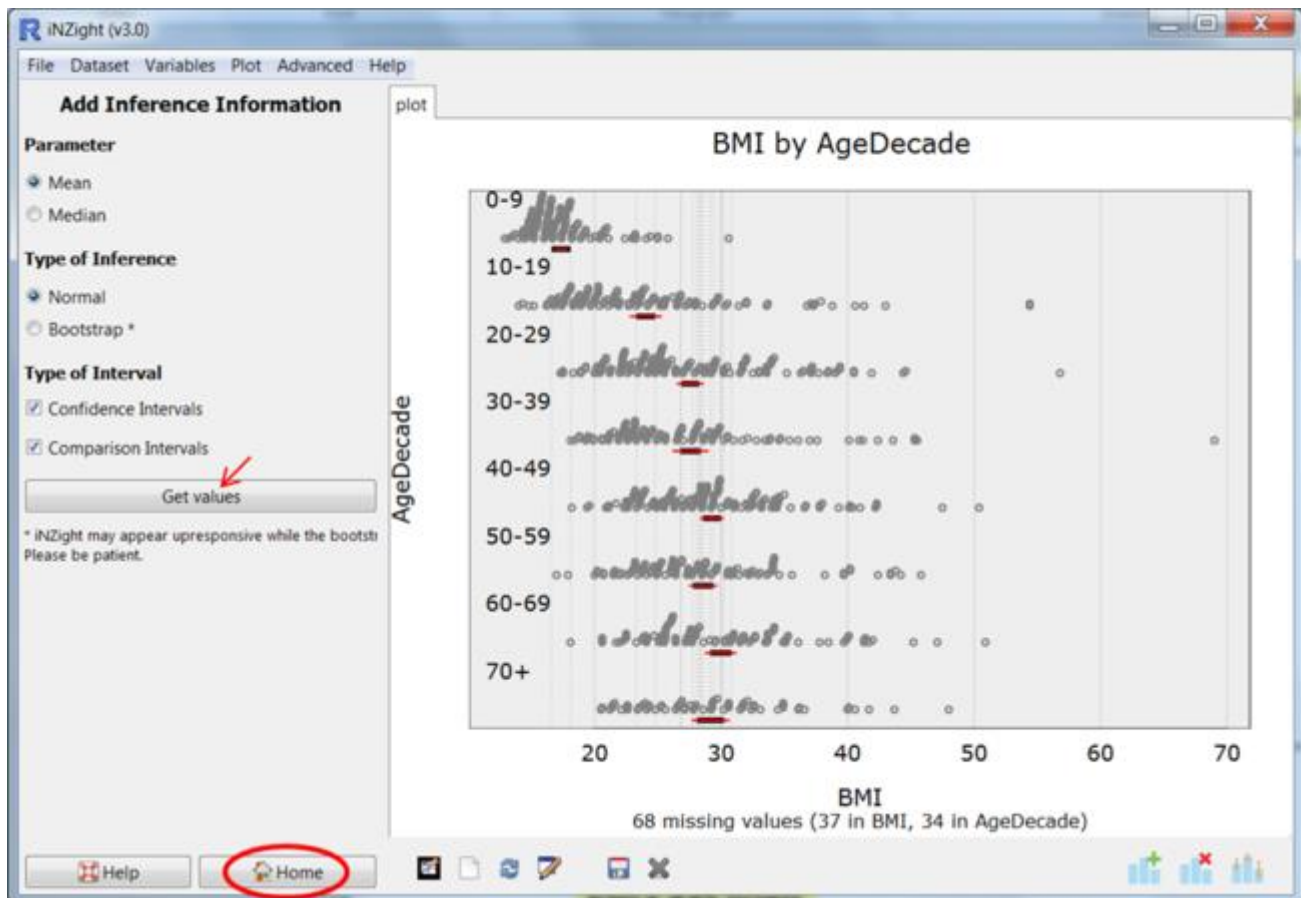 iNZight (v3.0)
File Dataset Variables Plot Advanced Help
Add Inference Information
Parameter
Mean
Median
Type of Inference
Normal
Bootstrap *
Type of Interval
Confidence Intervals
Comparison Intervals
Get values
* iNZight may appear upresponsive while the bootst
Please be patient.
Help
Home
plot
BMI by AgeDecade
AgeDecade
0-9
10-19
20-29
30-39
40-49
50-59
60-69
70+
20 30 40 50 60 70
BMI
68 missing values (37 in BMI, 34 in AgeDecade)